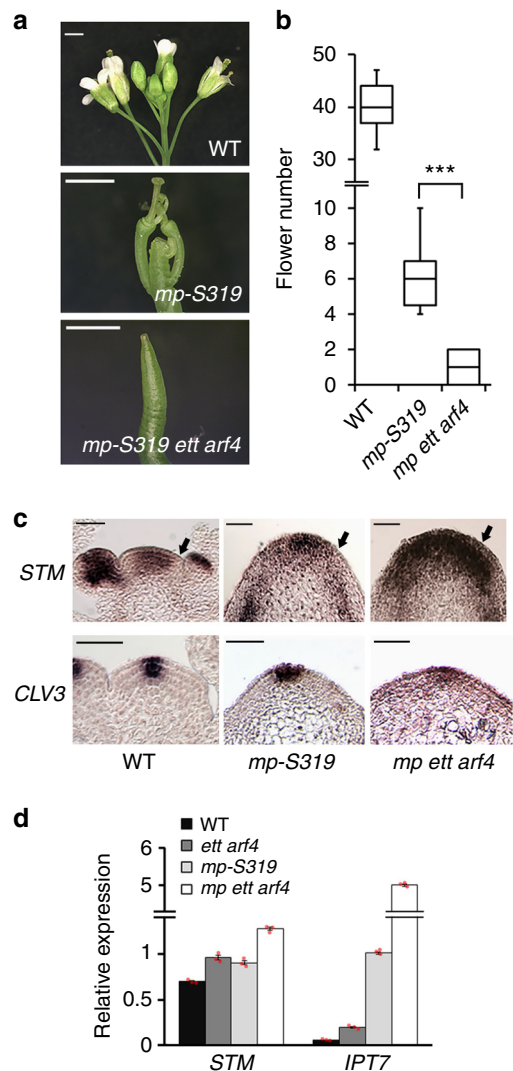 a
WT
mp-S319
mp-S319 ett arf4
b
Flower number
50
40
30
10
8
6
4
2
0
***
WT
mp-S319
mp ett arf4
c
STM
CLV3
WT
mp-S319
mp ett arf4
d
Relative expression
6
5
1
0.5
0
WT
ett arf4
mp-S319
mp ett arf4
STM
IPT7